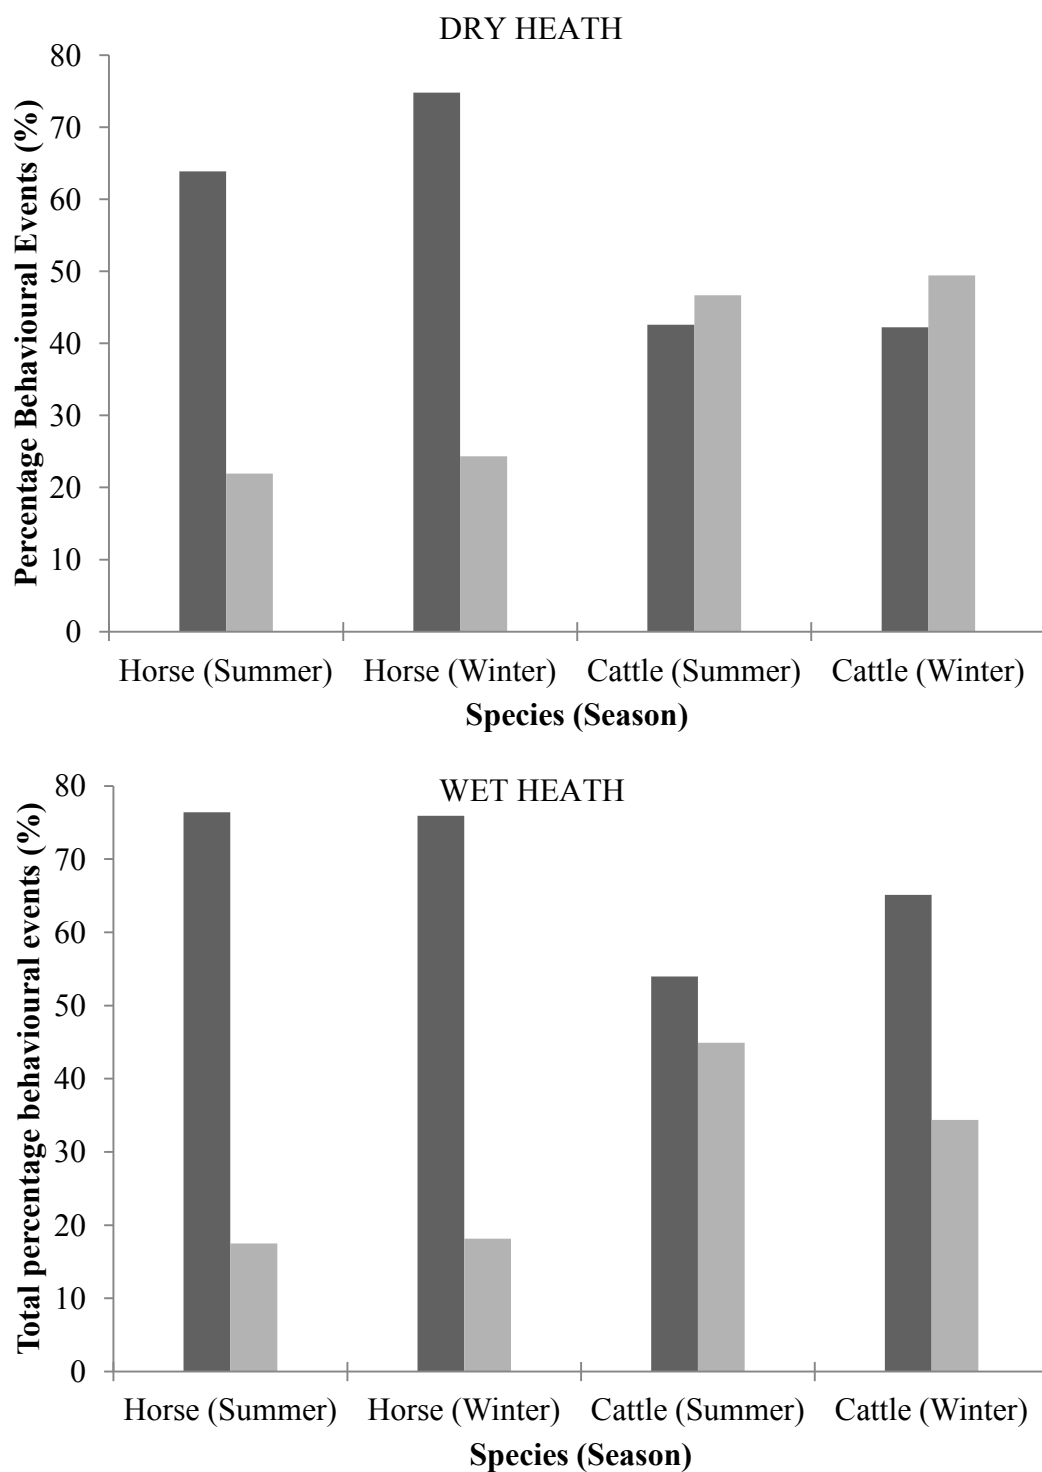 DRY HEATH
Percentage Behavioural Events (%)
80
70
60
50
40
30
20
10
0
Horse (Summer) Horse (Winter) Cattle (Summer) Cattle (Winter)
Species (Season)
WET HEATH
Total percentage behavioural events (%)
80
70
60
50
40
30
20
10
0
Horse (Summer) Horse (Winter) Cattle (Summer) Cattle (Winter)
Species (Season)